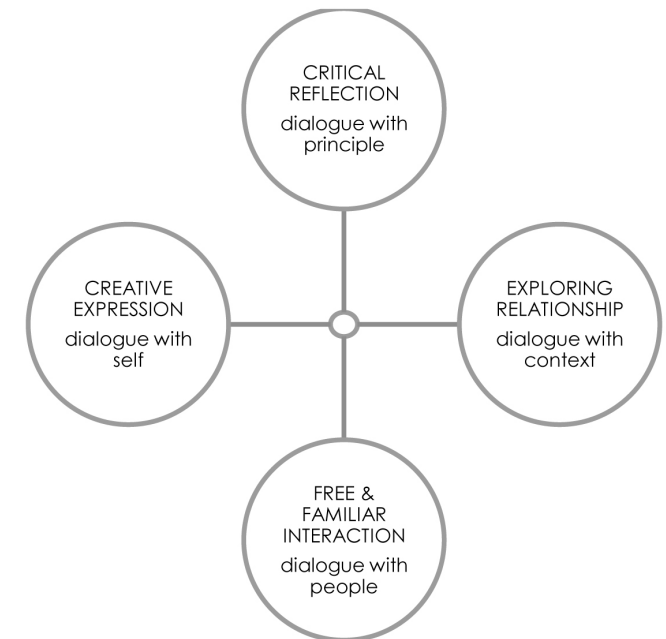 CRITICAL
REFLECTION
dialogue with
principle
CREATIVE
EXPRESSION
dialogue with
self
EXPLORING
RELATIONSHIP
dialogue with
context
FREE &
FAMILIAR
INTERACTION
dialogue with
people